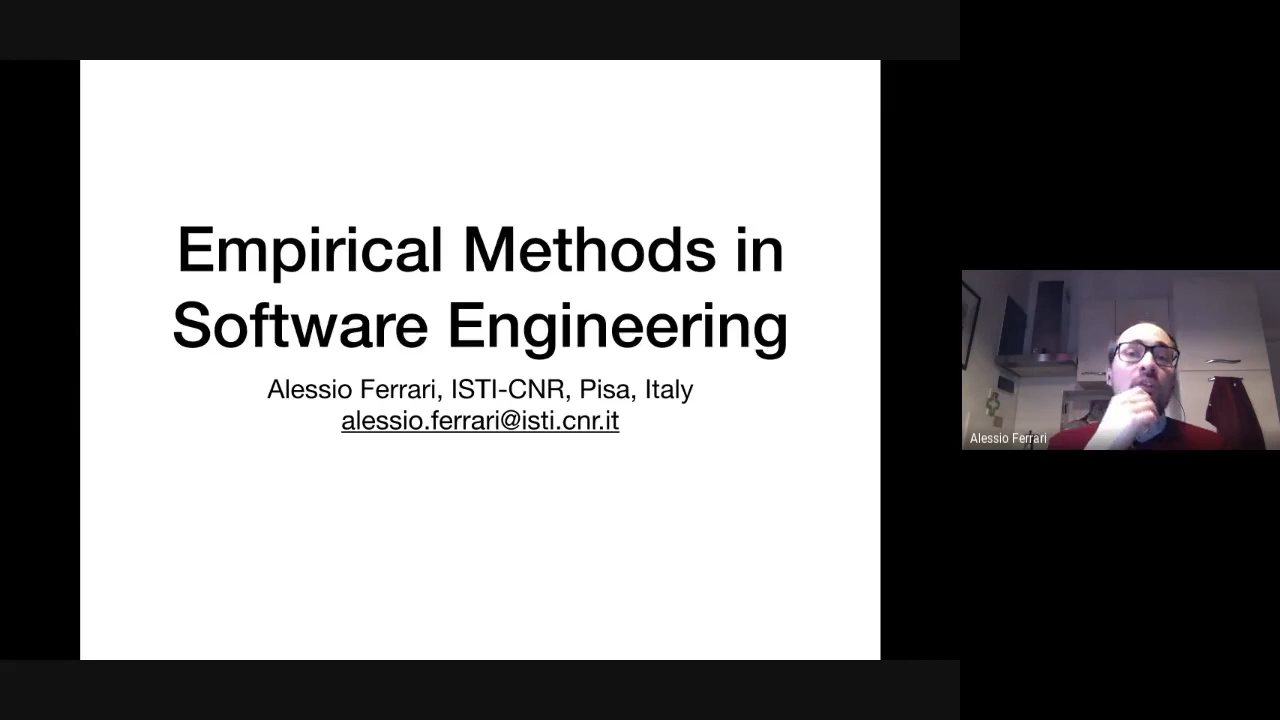 Empirical Methods in
Software Engineering
Alessio Ferrari, ISTI-CNR, Pisa, Italy
alessio.ferrari@isti.cnr.it
Alessio Ferrari